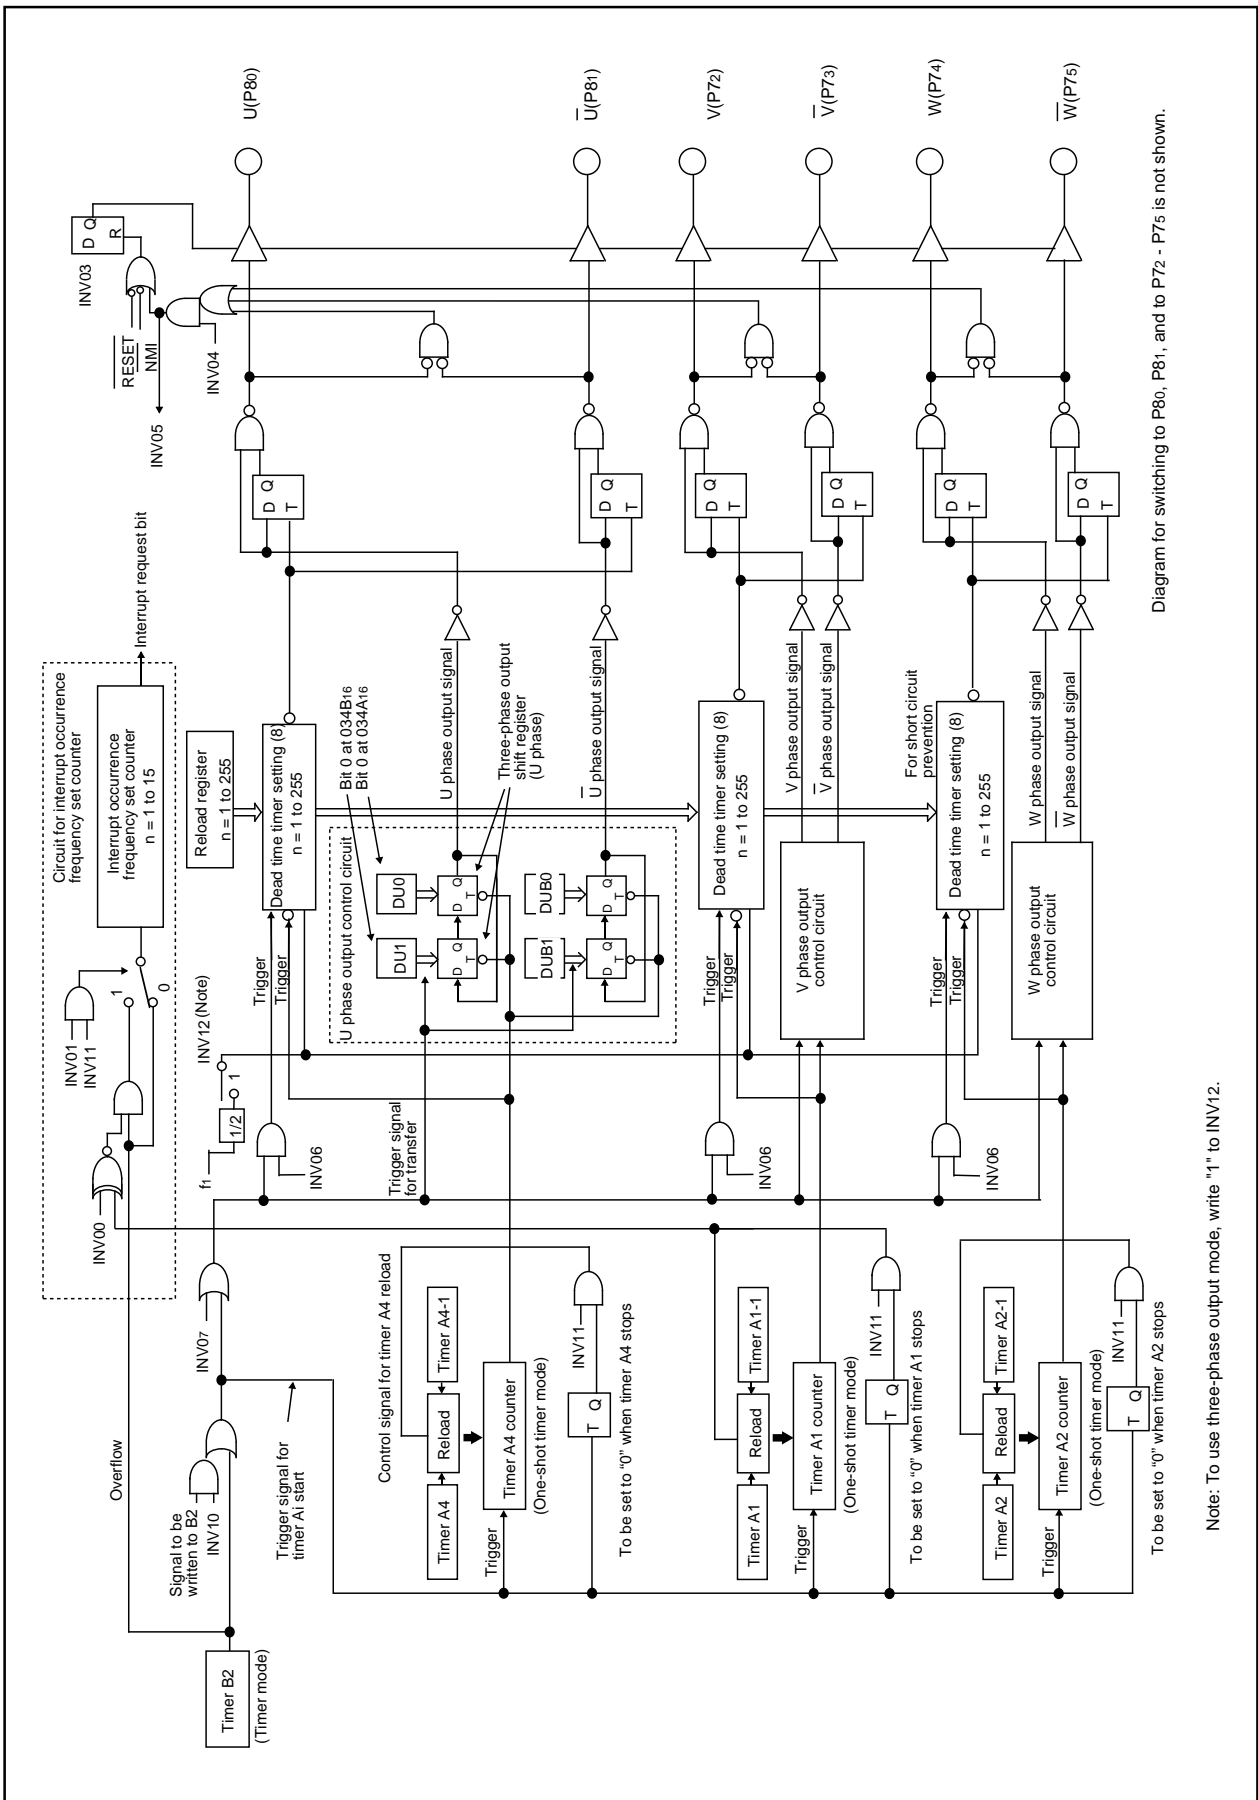 Circuit for interrupt occurrence
frequency set counter
Interrupt occurrence
frequency set counter
n = 1 to 15
Interrupt request bit
INV01
INV11
1
0
INV00
Overflow
Signal to be
written to B2
INV10
INV07
Timer B2
(Timer mode)
Trigger signal for
timer Ai start
f1
1/2
1
INV12 (Note)
INV06
Trigger
Trigger
Reload register
n = 1 to 255
Dead time timer setting (8)
n = 1 to 255
Trigger signal
for transfer
U phase output control circuit
Bit 0 at 034B16
Bit 0 at 034A16
DU1
DU0
D Q
T
D Q
T
Three-phase output
shift register
(U phase)
DUB1
DUB0
D Q
T
D Q
T
U phase output signal
U̅ phase output signal
Control signal for timer A4 reload
Timer A4
Reload
Timer A4-1
Trigger
Timer A4 counter
(One-shot timer mode)
INV11
T Q
To be set to “0” when timer A4 stops
D Q
T
D Q
T
INV05
RESET
NMI
INV04
INV03
D Q
R
U(P80)
U̅(P81)
Timer A1
Reload
Timer A1-1
Trigger
Timer A1 counter
(One-shot timer mode)
INV11
T Q
To be set to “0” when timer A1 stops
INV06
Trigger
Trigger
Dead time timer setting (8)
n = 1 to 255
V phase output
control circuit
V phase output signal
V̅ phase output signal
D Q
T
D Q
T
V(P72)
V̅(P73)
Timer A2
Reload
Timer A2-1
Trigger
Timer A2 counter
(One-shot timer mode)
INV11
T Q
To be set to “0” when timer A2 stops
INV06
Trigger
Trigger
For short circuit
prevention
Dead time timer setting (8)
n = 1 to 255
W phase output
control circuit
W phase output signal
W̅ phase output signal
D Q
T
D Q
T
W(P74)
W̅(P75)
Diagram for switching to P80, P81, and to P72 - P75 is not shown.
Note: To use three-phase output mode, write "1" to INV12.